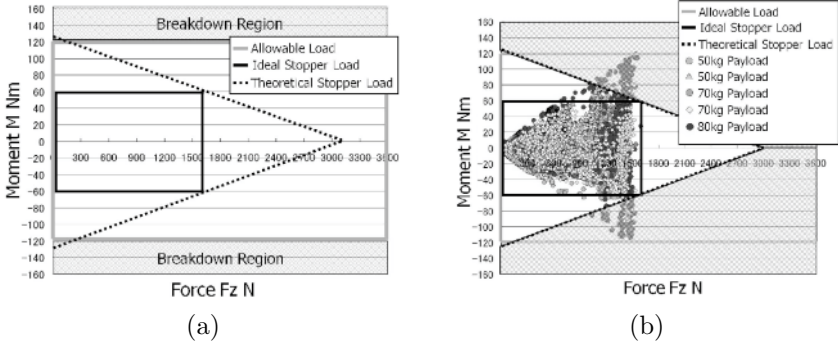 160
140
120
100
80
60
40
20
0
-20
-40
-60
-80
-100
-120
-140
-160
Moment M Nm
Breakdown Region
Allowable Load
Ideal Stopper Load
Theoretical Stopper Load
300 600 900 1200 1500 1800 2100 2400 2700 3000 3300 3600
Breakdown Region
Force Fz N
(a)
160
140
120
100
80
60
40
20
0
-20
-40
-60
-80
-100
-120
-140
-160
Moment M Nm
Allowable Load
Ideal Stopper Load
Theoretical Stopper Load
50kg Payload
50kg Payload
70kg Payload
70kg Payload
80kg Payload
300 1800 3000 3300 3600
Force Fz N
(b)